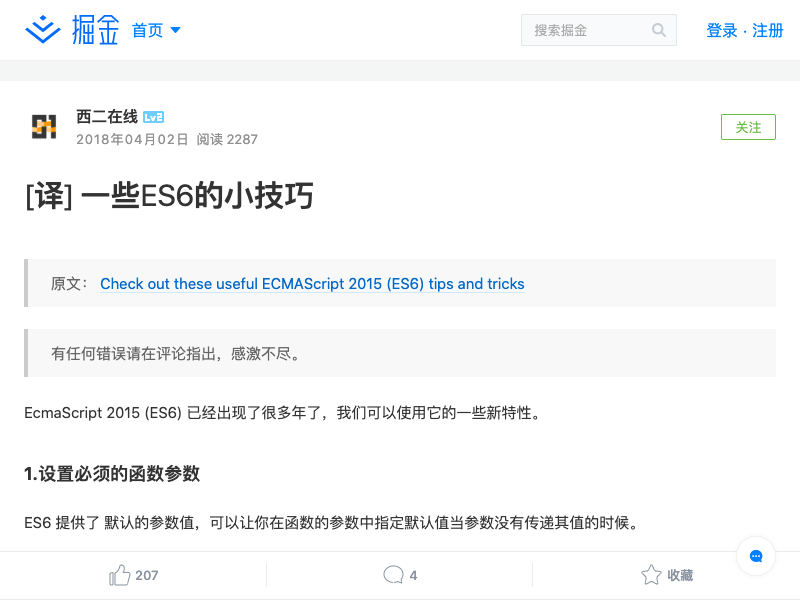 掘金 首页
搜索掘金
登录 · 注册
西二在线 Lv3
2018年04月02日 阅读 2287
关注
[译] 一些ES6的小技巧
原文： Check out these useful ECMAScript 2015 (ES6) tips and tricks
有任何错误请在评论指出，感激不尽。
EcmaScript 2015 (ES6) 已经出现了很多年了，我们可以使用它的一些新特性。
1.设置必须的函数参数
ES6 提供了 默认的参数值，可以让你在函数的参数中指定默认值当参数没有传递其值的时候。
207
4
收藏